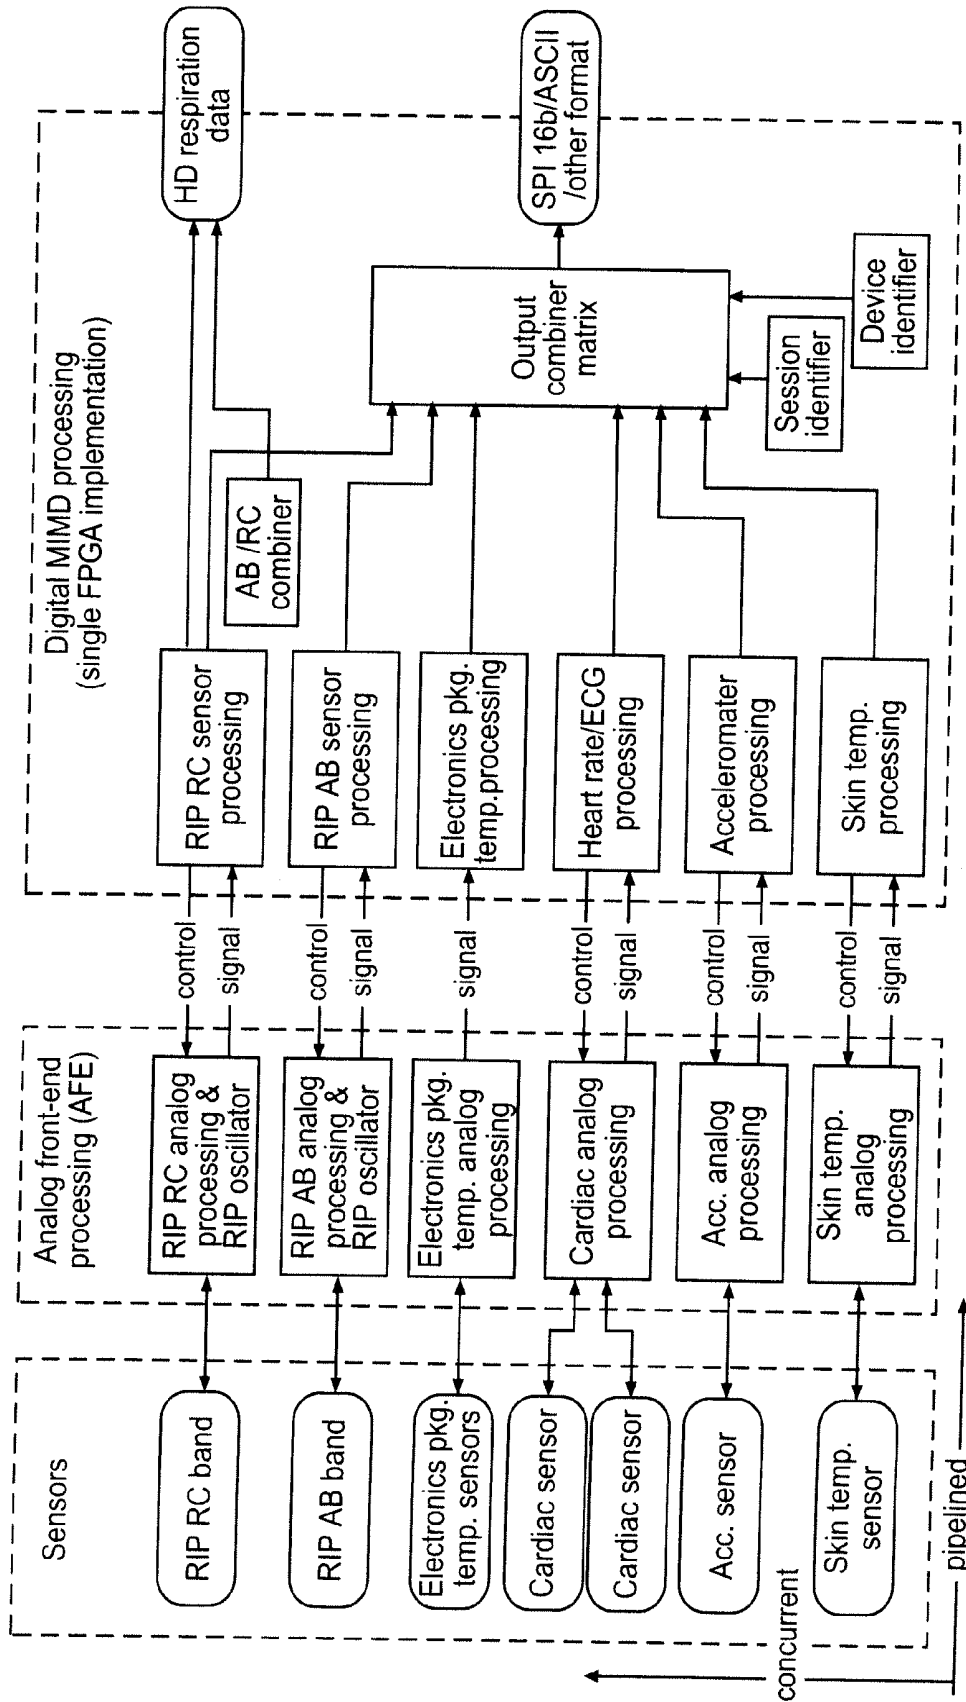 Sensors
RIP RC band
RIP AB band
Electronics pkg.
temp. sensors
Cardiac sensor
Cardiac sensor
Acc. sensor
Skin temp.
sensor
concurrent
pipelined
Analog front-end
processing (AFE)
RIP RC analog
processing &
RIP oscillator
RIP AB analog
processing &
RIP oscillator
Electronics pkg.
temp. analog
processing
Cardiac analog
processing
Acc. analog
processing
Skin temp.
analog
processing
control
signal
control
signal
signal
control
signal
control
signal
control
signal
Digital MIMD processing
(single FPGA implementation)
RIP RC sensor
processing
RIP AB sensor
processing
Electronics pkg.
temp.processing
Heart rate/ECG
processing
Acceleromater
processing
Skin temp.
processing
AB /RC
combiner
Output
combiner
matrix
Session
identifier
Device
identifier
HD respiration
data
SPI 16b/ASCII
/other format